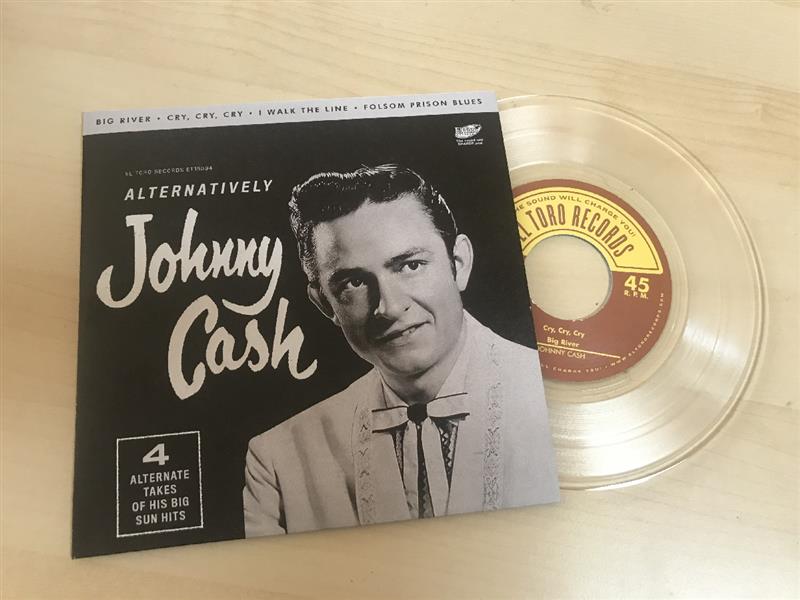 BIG RIVER • CRY, CRY, CRY • I WALK THE LINE • FOLSOM PRISON BLUES
EL TORO RECORDS
ALTERNATIVELY
Johnny
Cash
4
ALTERNATE
TAKES
OF HIS BIG
SUN HITS
SOUND WILL CHARGE YOU!
EL TORO RECORDS
45
R.P.M.
Cry, Cry, Cry
Big River
JOHNNY CASH
CHARGE YOU!